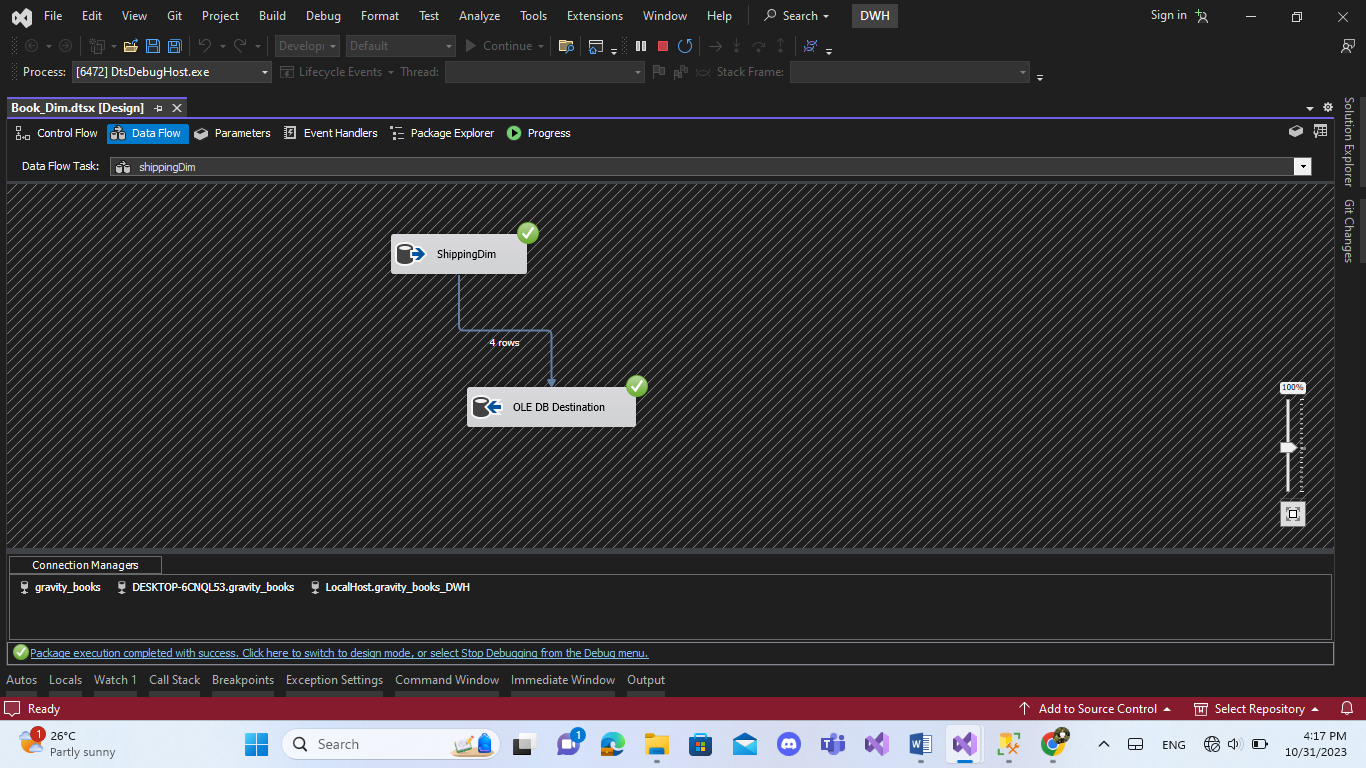 File Edit View Git Project Build Debug Format Test Analyze Tools Extensions Window Help Search DWH Sign in
Develop Default Continue
Process: [6472] DtsDebugHost.exe Lifecycle Events Thread: Stack Frame:
Book_Dim.dtsx [Design]
Control Flow Data Flow Parameters Event Handlers Package Explorer Progress
Data Flow Task: shippingDim
Solution Explorer
Git Changes
ShippingDim
4 rows
OLE DB Destination
100%
Connection Managers
gravity_books DESKTOP-6CNQL53.gravity_books LocalHost.gravity_books_DWH
Package execution completed with success. Click here to switch to design mode, or select Stop Debugging from the Debug menu.
Autos Locals Watch 1 Call Stack Breakpoints Exception Settings Command Window Immediate Window Output
Ready Add to Source Control Select Repository
1 26°C
Partly sunny
Search
1
ENG
4:17 PM
10/31/2023